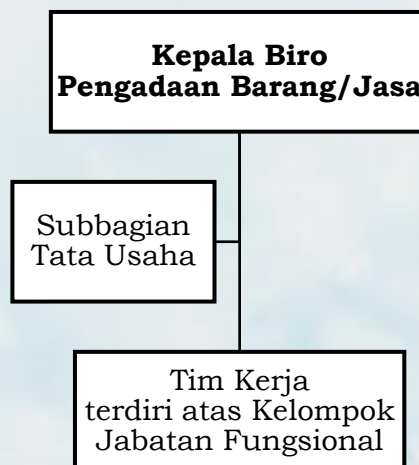 Kepala Biro
Pengadaan Barang/Jasa
Subbagian
Tata Usaha
Tim Kerja
terdiri atas Kelompok
Jabatan Fungsional